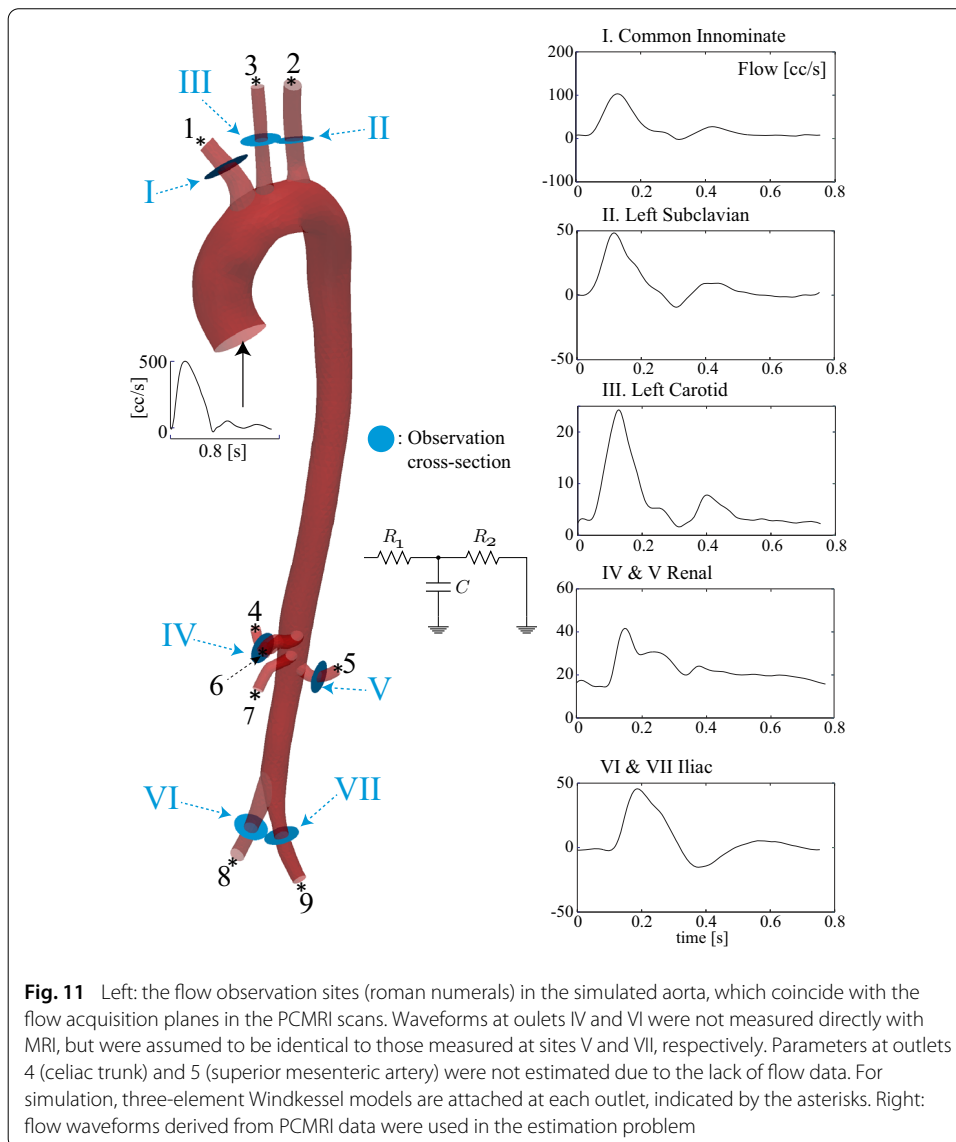 3
2
III
1
II
I
500
[cc/s]
0
0.8 [s]
: Observation
cross-section
R1
R2
C
4
IV
5
6
V
7
VI
VII
8
9
I. Common Innominate
200
Flow [cc/s]
100
0
-100
0 0.2 0.4 0.6 0.8
II. Left Subclavian
50
0
-50
0 0.2 0.4 0.6 0.8
III. Left Carotid
20
10
0
0 0.2 0.4 0.6 0.8
IV & V Renal
60
40
20
0
0 0.2 0.4 0.6 0.8
VI & VII Iliac
50
0
-50
0 0.2 0.4 0.6 0.8
time [s]
Fig. 11 Left: the flow observation sites (roman numerals) in the simulated aorta, which coincide with the
flow acquisition planes in the PCMRI scans. Waveforms at oulets IV and VI were not measured directly with
MRI, but were assumed to be identical to those measured at sites V and VII, respectively. Parameters at outlets
4 (celiac trunk) and 5 (superior mesenteric artery) were not estimated due to the lack of flow data. For
simulation, three-element Windkessel models are attached at each outlet, indicated by the asterisks. Right:
flow waveforms derived from PCMRI data were used in the estimation problem